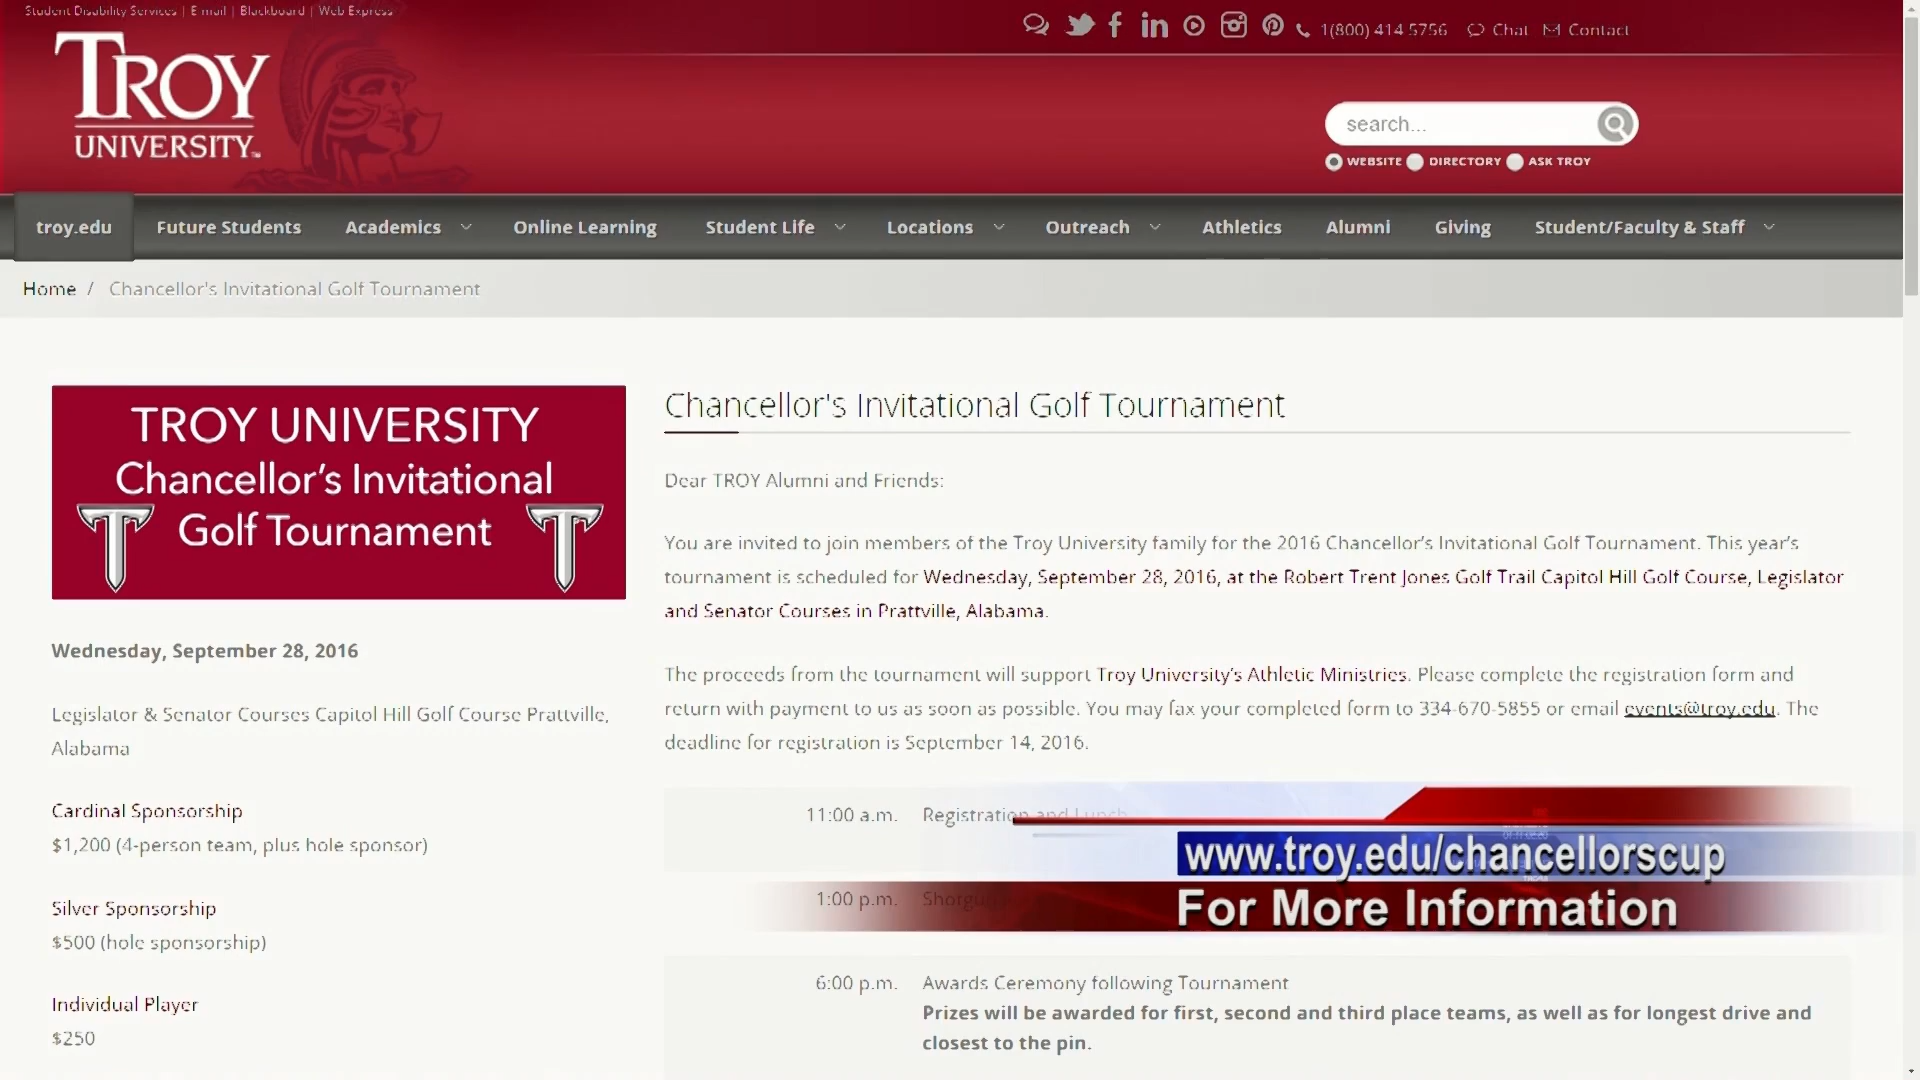 Student Disability Services | E mail | Blackboard | Web Express
1(800) 414 5756 Chat Contact
TROY
UNIVERSITY
search...
WEBSITE DIRECTORY ASK TROY
troy.edu Future Students Academics Online Learning Student Life Locations Outreach Athletics Alumni Giving Student/Faculty & Staff
Home / Chancellor's Invitational Golf Tournament
TROY UNIVERSITY
Chancellor's Invitational
Golf Tournament
Wednesday, September 28, 2016
Legislator & Senator Courses Capitol Hill Golf Course Prattville,
Alabama
Cardinal Sponsorship
$1,200 (4-person team, plus hole sponsor)
Silver Sponsorship
$500 (hole sponsorship)
Individual Player
$250
Chancellor's Invitational Golf Tournament
Dear TROY Alumni and Friends:
You are invited to join members of the Troy University family for the 2016 Chancellor's Invitational Golf Tournament. This year's
tournament is scheduled for Wednesday, September 28, 2016, at the Robert Trent Jones Golf Trail Capitol Hill Golf Course, Legislator
and Senator Courses in Prattville, Alabama.
The proceeds from the tournament will support Troy University's Athletic Ministries. Please complete the registration form and
return with payment to us as soon as possible. You may fax your completed form to 334-670-5855 or email events@troy.edu. The
deadline for registration is September 14, 2016.
11:00 a.m. Registration and Lunch
1:00 p.m. Shotgun
www.troy.edu/chancellorscup
For More Information
6:00 p.m. Awards Ceremony following Tournament
Prizes will be awarded for first, second and third place teams, as well as for longest drive and
closest to the pin.